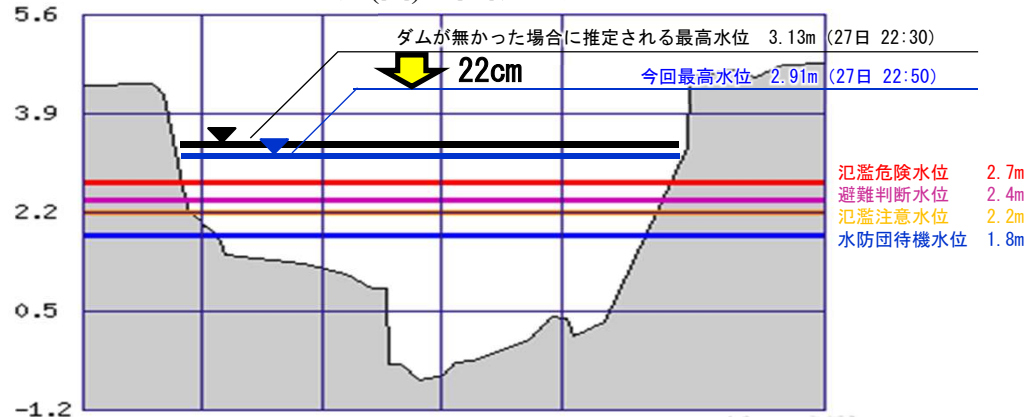 5.6
ダムが無かった場合に推定される最高水位 3.13m (27日 22:30)
22cm
今回最高水位 2.91m (27日 22:50)
3.9
氾濫危険水位 2.7m
避難判断水位 2.4m
2.2
氾濫注意水位 2.2m
水防団待機水位 1.8m
0.5
-1.2